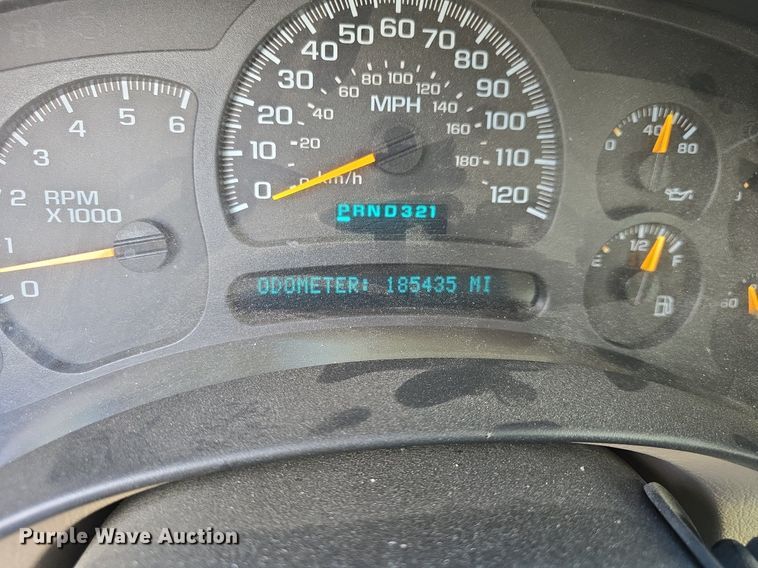 0 10 20 30 40 50 60 70 80 90 100 110 120
20 40 60 80 100 120 140 160 180
MPH
km/h
PRND321
0 1 2 3 4 5 6
RPM
X1000
ODOMETER: 185435 MI
0 40 80
E 1/2 F
60
Purple Wave Auction